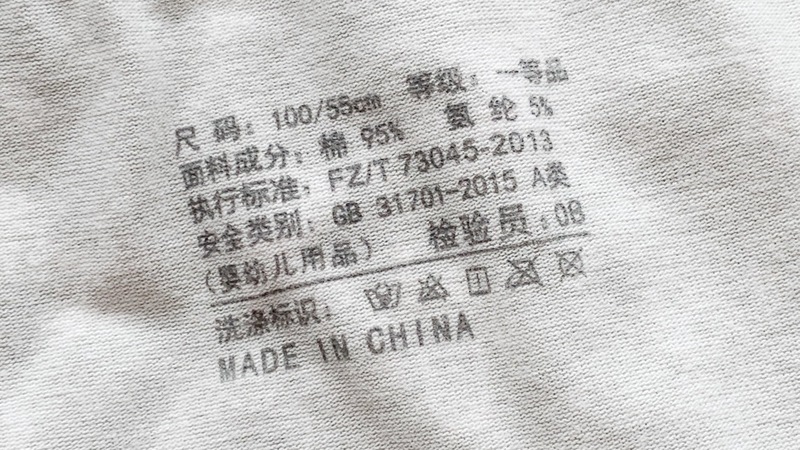 尺 码：100/55cm 等级：一等品
面料成分：棉 95% 氨 纶 5%
执行标准：FZ/T 73045-2013
安全类别：GB 31701-2015 A类
（婴幼儿用品） 检验员：08
洗涤标识：
MADE IN CHINA